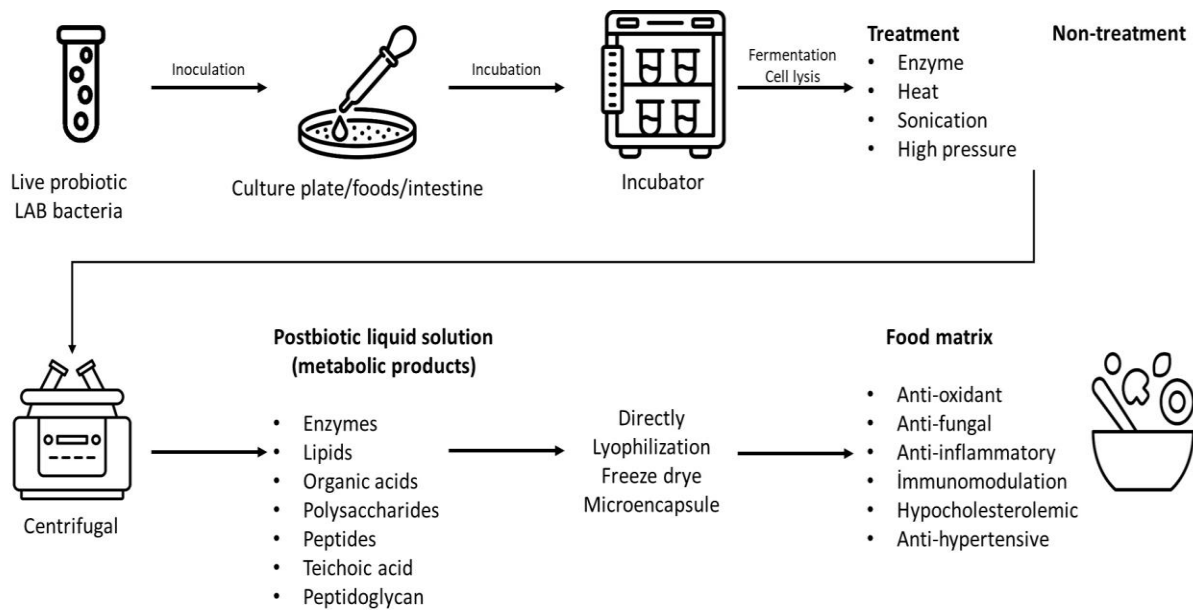 Live probiotic
LAB bacteria
Inoculation
Culture plate/foods/intestine
Incubation
Incubator
Fermentation
Cell lysis
Treatment
• Enzyme
• Heat
• Sonication
• High pressure
Non-treatment
Centrifugal
Postbiotic liquid solution
(metabolic products)
• Enzymes
• Lipids
• Organic acids
• Polysaccharides
• Peptides
• Teichoic acid
• Peptidoglycan
Directly
Lyophilization
Freeze drye
Microencapsule
Food matrix
• Anti-oxidant
• Anti-fungal
• Anti-inflammatory
• İmmunomodulation
• Hypocholesterolemic
• Anti-hypertensive